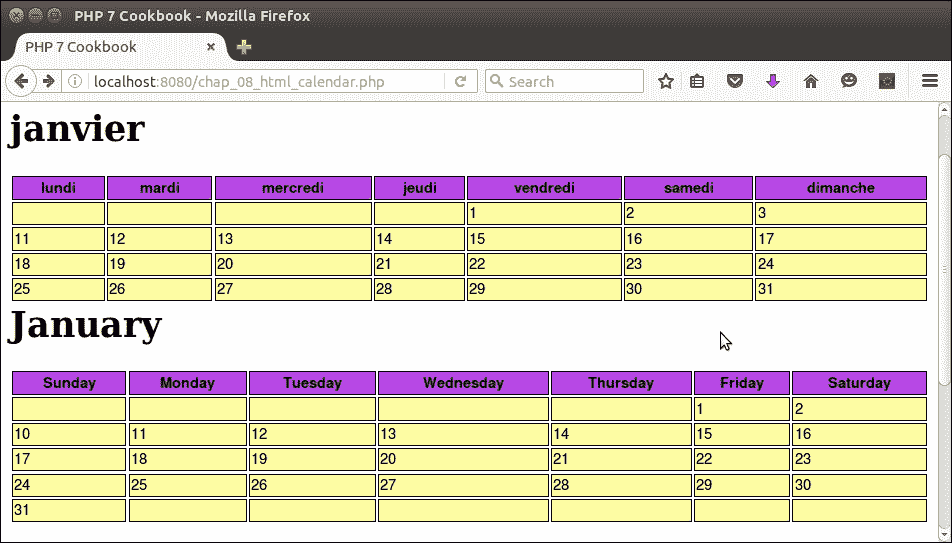 PHP 7 Cookbook - Mozilla Firefox
PHP 7 Cookbook
localhost:8080/chap_08_html_calendar.php
Search
janvier
lundi mardi mercredi jeudi vendredi samedi dimanche
1 2 3
11 12 13 14 15 16 17
18 19 20 21 22 23 24
25 26 27 28 29 30 31
January
Sunday Monday Tuesday Wednesday Thursday Friday Saturday
1 2
10 11 12 13 14 15 16
17 18 19 20 21 22 23
24 25 26 27 28 29 30
31